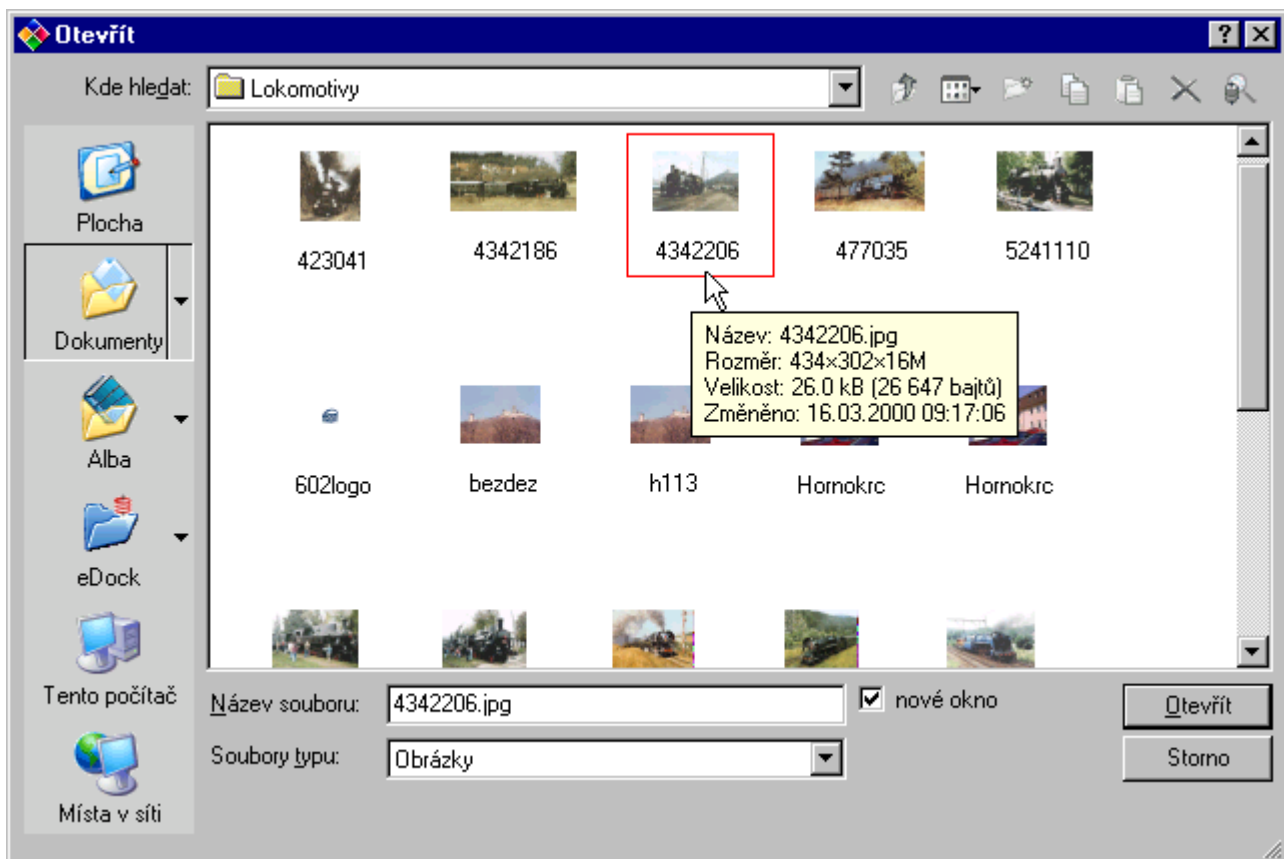 Otevřít
Kde hledat: Lokomotivy
Plocha
Dokumenty
Alba
eDock
Tento počítač
Místa v síti
423041 4342186 4342206 477035 5241110
Název: 4342206.jpg
Rozměr: 434×302×16M
Velikost: 26.0 kB (26 647 bajtů)
Změněno: 16.03.2000 09:17:06
602logo bezdez h113 Hornokrc Hornokrc
Název souboru: 4342206.jpg nové okno Otevřít
Soubory typu: Obrázky Storno